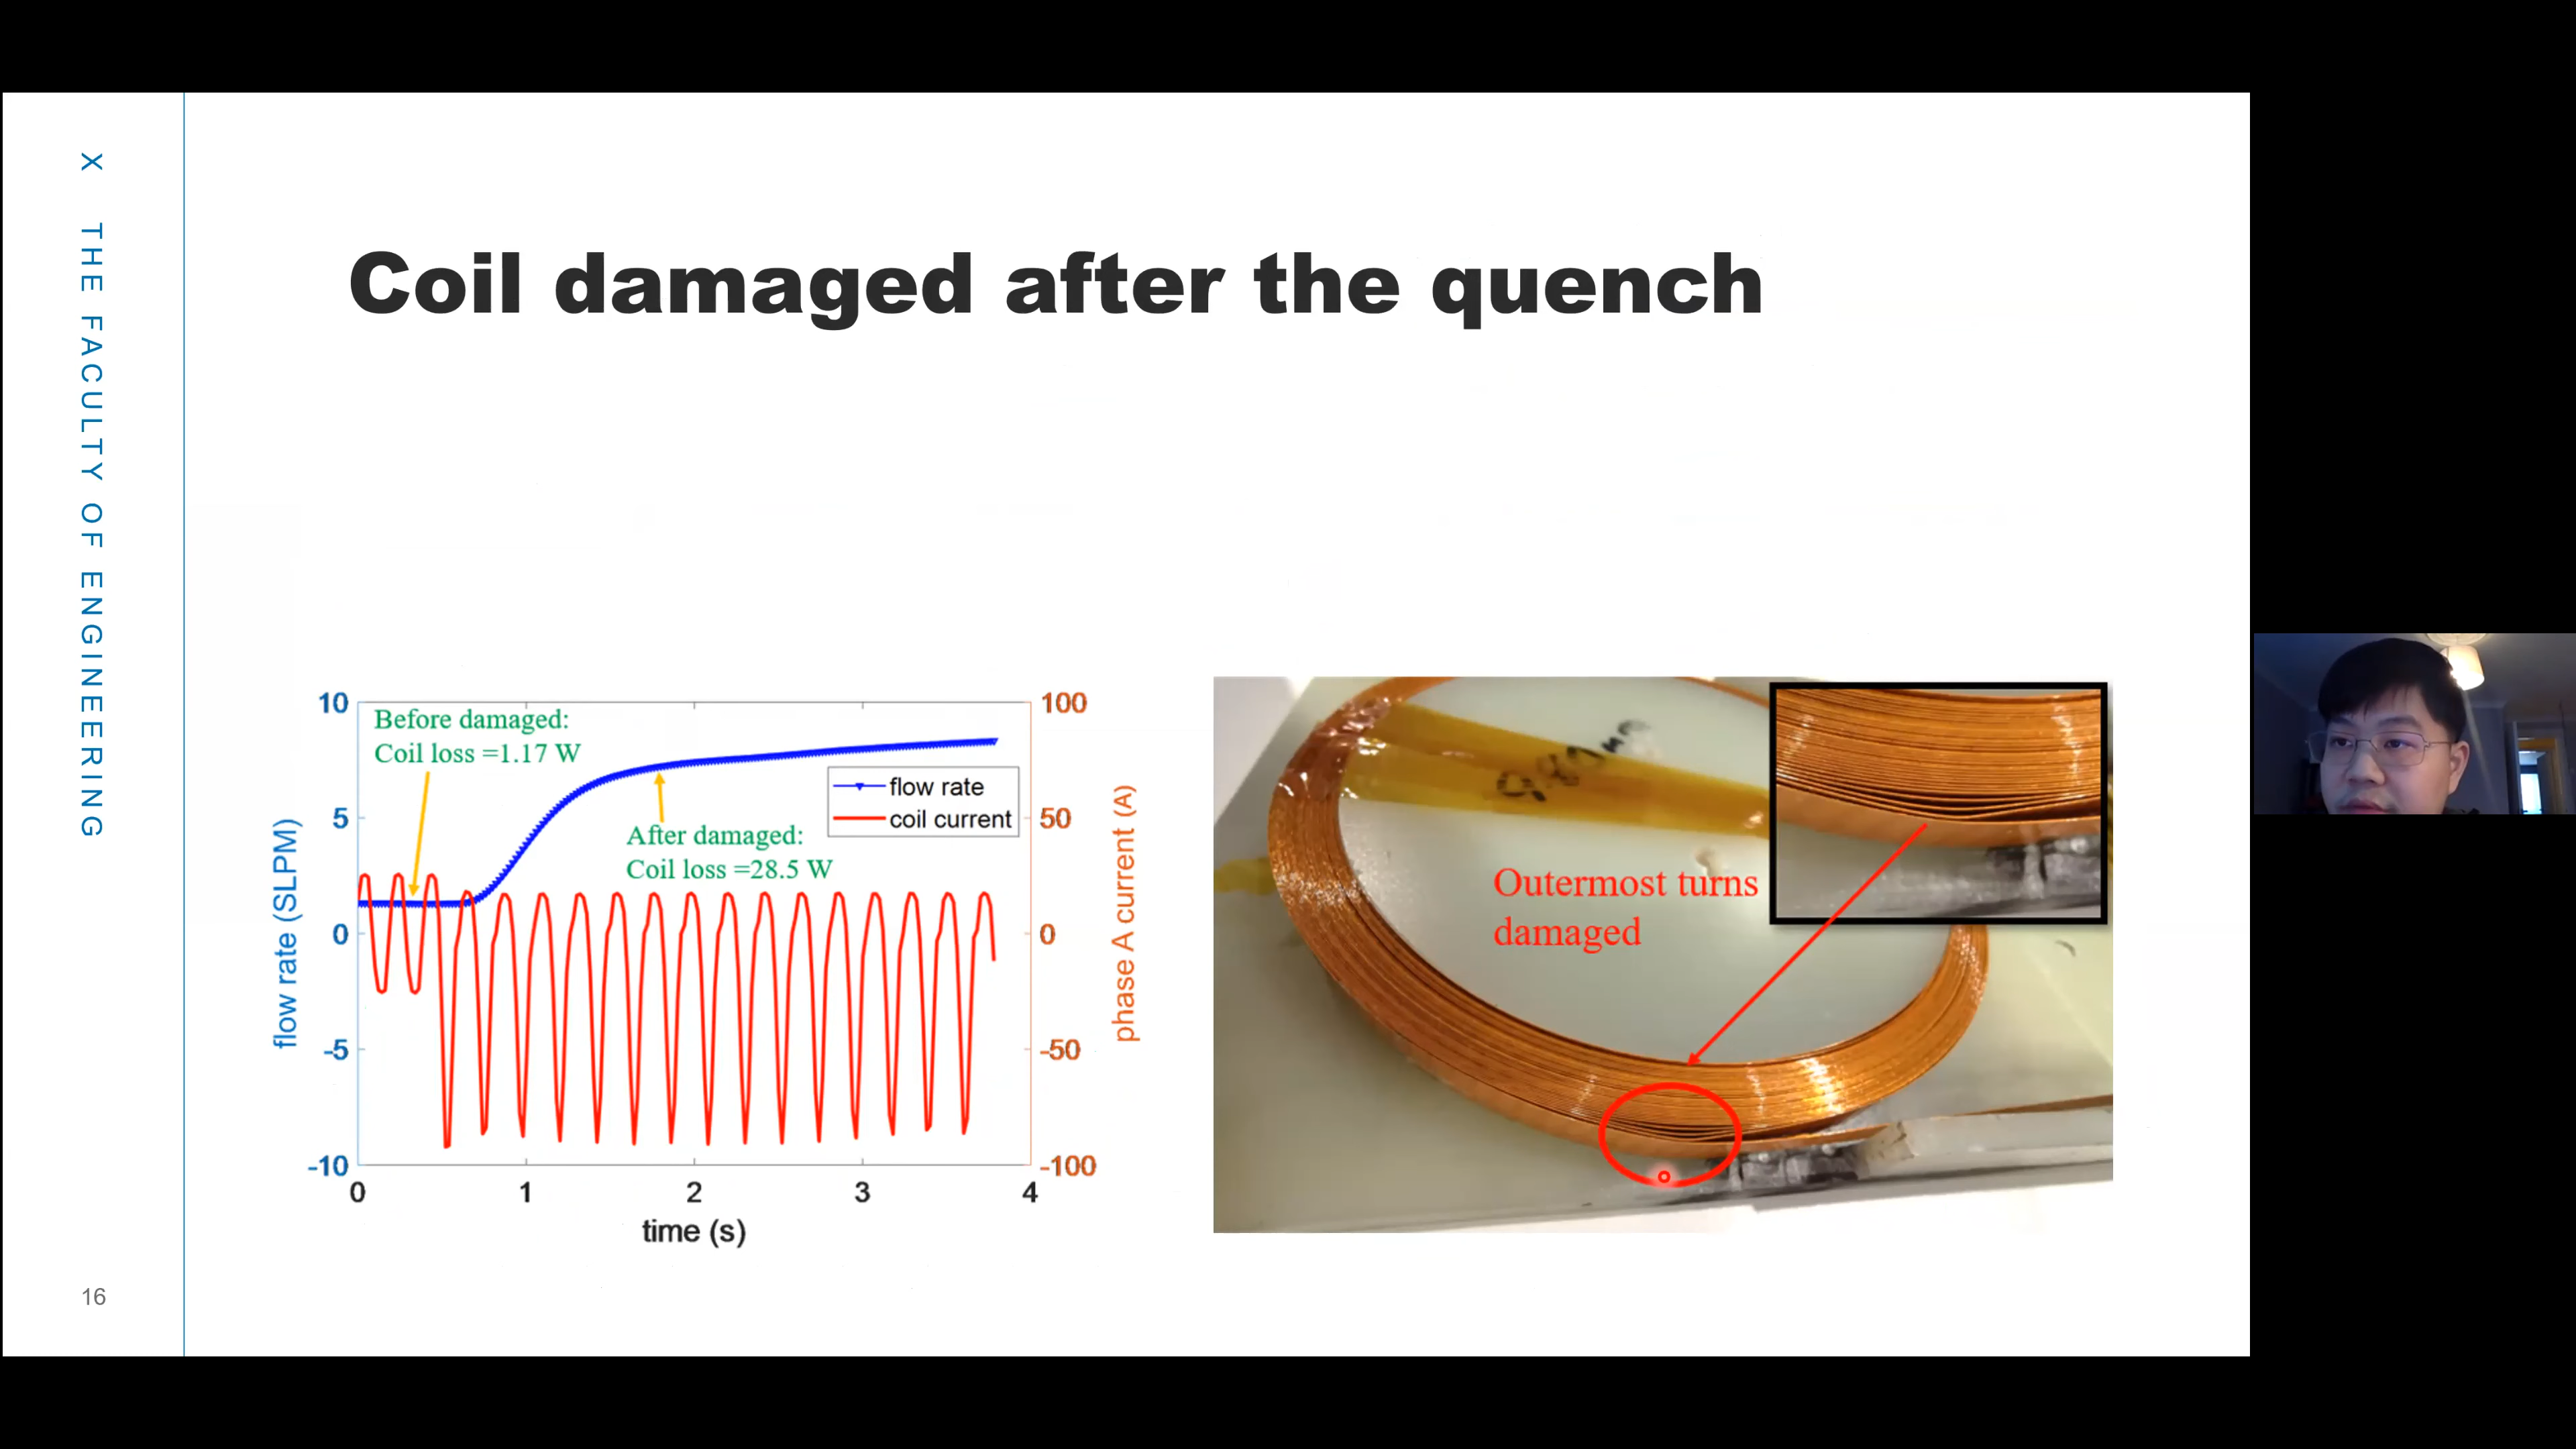 X THE FACULTY OF ENGINEERING
Coil damaged after the quench
10
5
0
-5
-10
flow rate (SLPM)
Before damaged:
Coil loss =1.17 W
After damaged:
Coil loss =28.5 W
flow rate
coil current
100
50
0
-50
-100
phase A current (A)
0 1 2 3 4
time (s)
Outermost turns
damaged
16